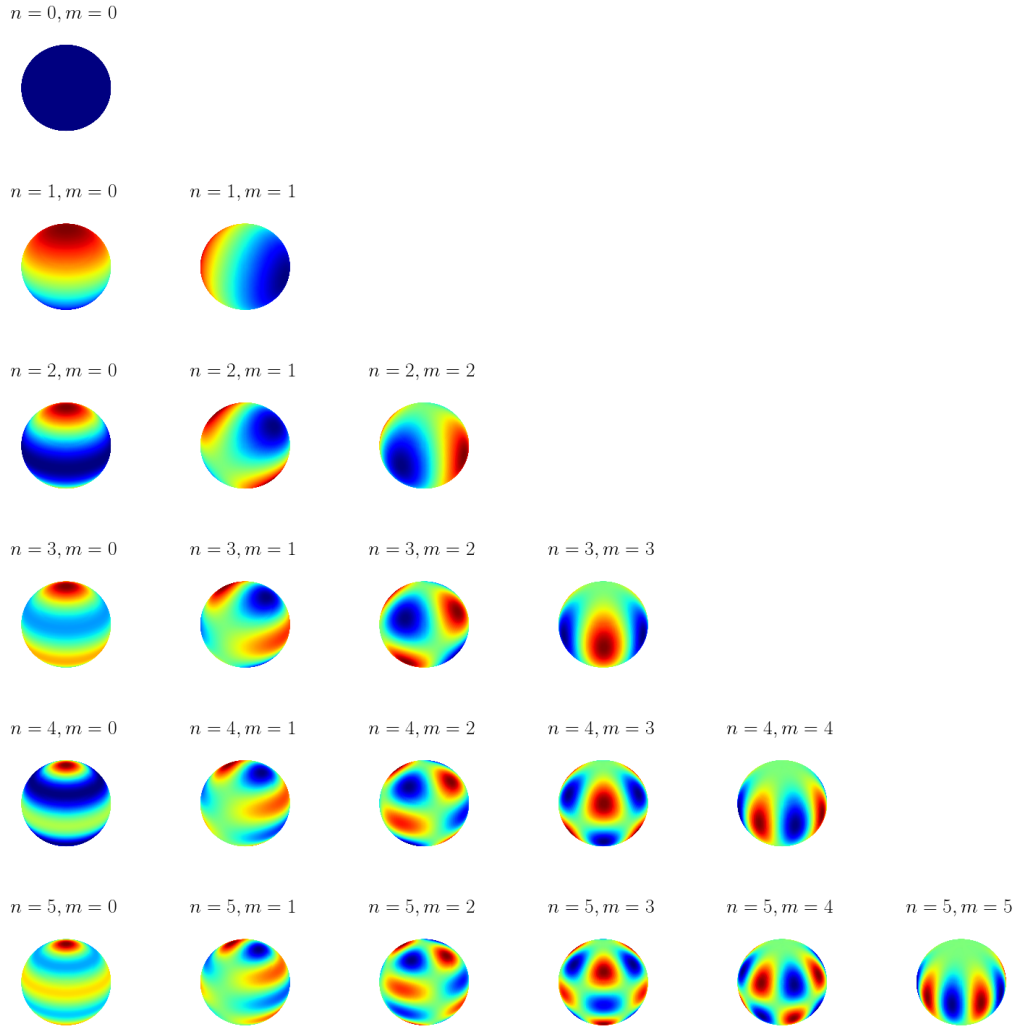 n = 0, m = 0
n = 1, m = 0 n = 1, m = 1
n = 2, m = 0 n = 2, m = 1 n = 2, m = 2
n = 3, m = 0 n = 3, m = 1 n = 3, m = 2 n = 3, m = 3
n = 4, m = 0 n = 4, m = 1 n = 4, m = 2 n = 4, m = 3 n = 4, m = 4
n = 5, m = 0 n = 5, m = 1 n = 5, m = 2 n = 5, m = 3 n = 5, m = 4 n = 5, m = 5